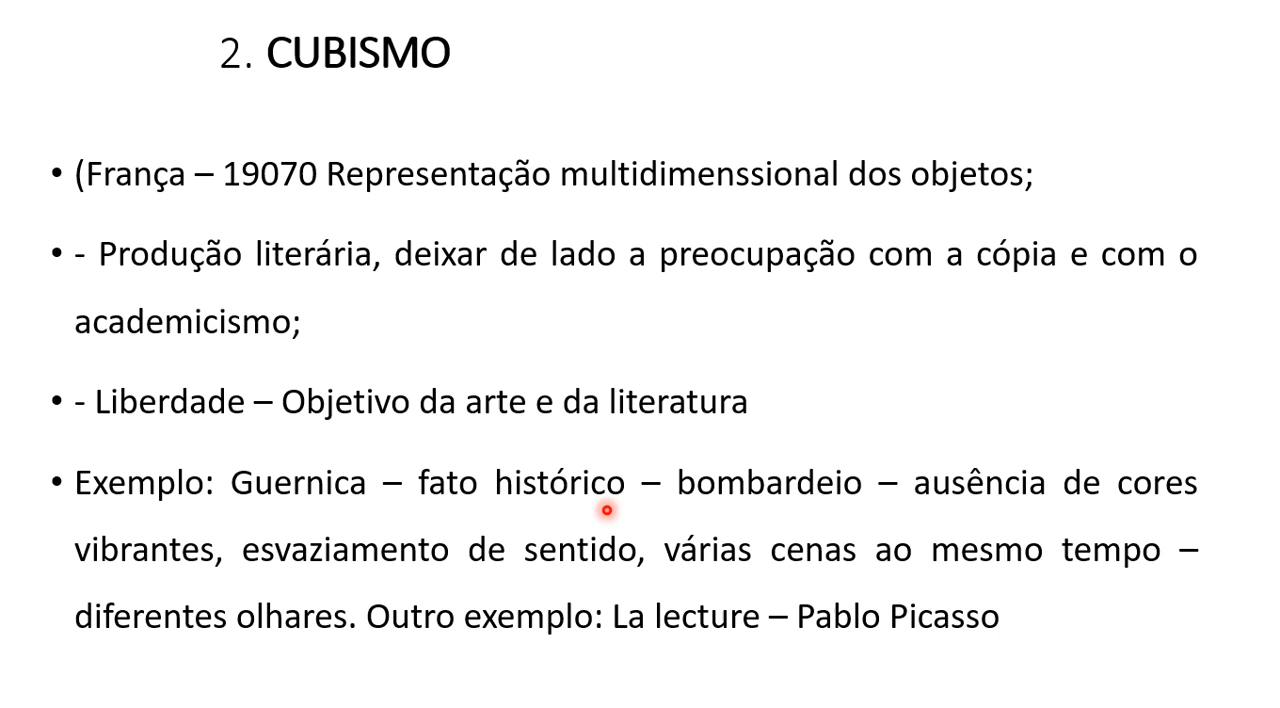 2. CUBISMO
• (França – 19070 Representação multidimenssional dos objetos;
• - Produção literária, deixar de lado a preocupação com a cópia e com o
academicismo;
• - Liberdade – Objetivo da arte e da literatura
• Exemplo: Guernica – fato histórico – bombardeio – ausência de cores
vibrantes, esvaziamento de sentido, várias cenas ao mesmo tempo –
diferentes olhares. Outro exemplo: La lecture – Pablo Picasso